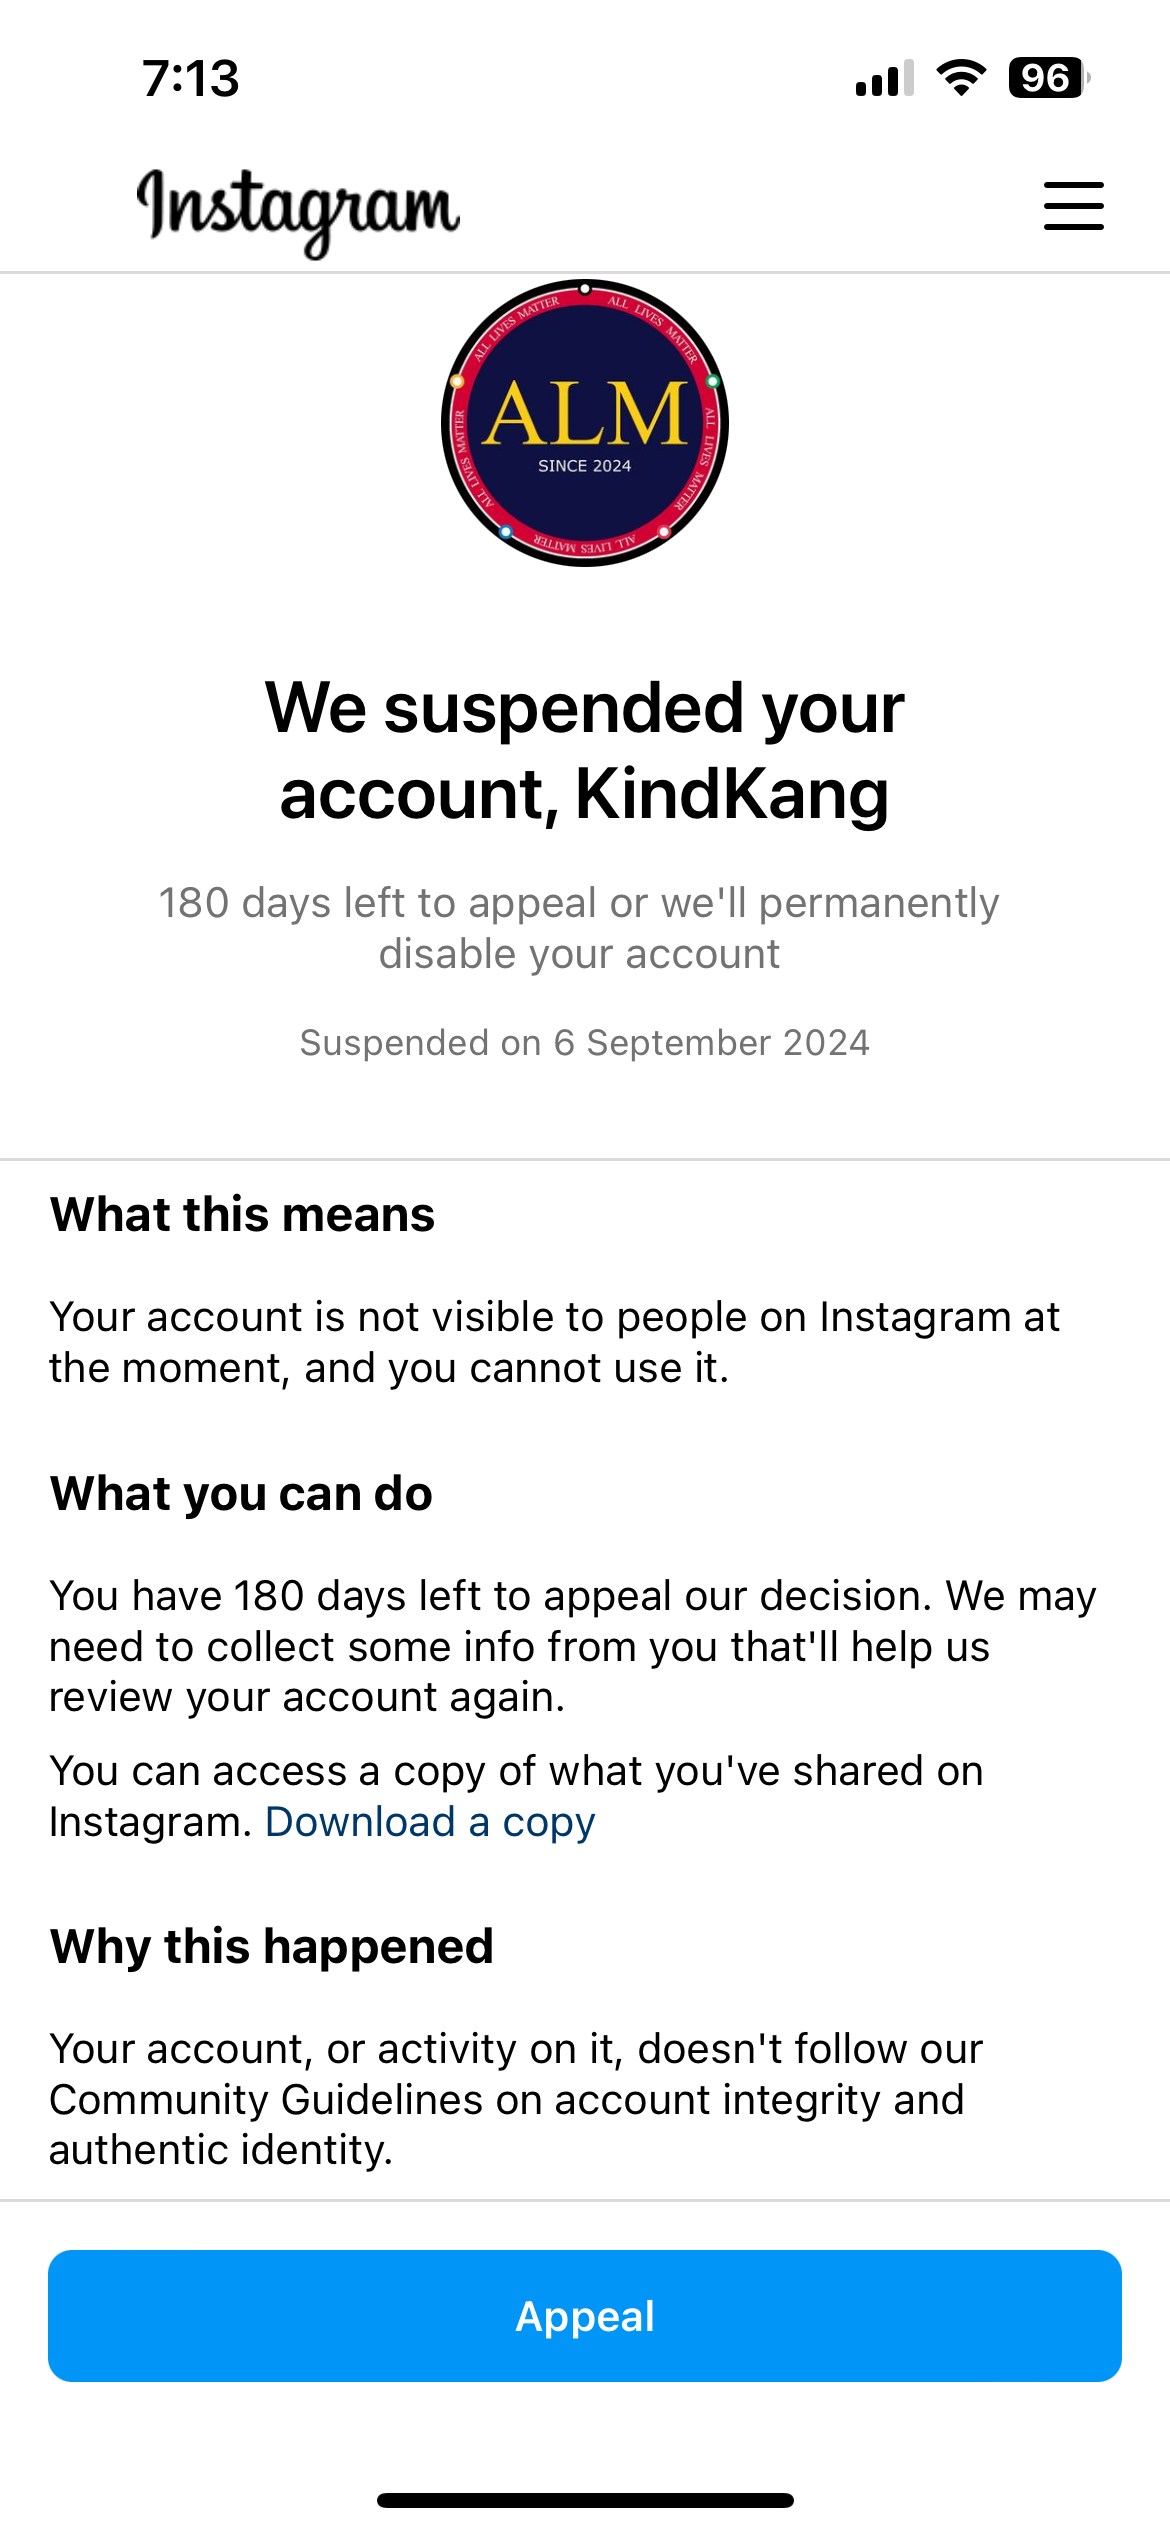 7:13
96
Instagram
ALL LIVES MATTER
ALL LIVES MATTER
ALL LIVES MATTER
ALL LIVES MATTER
ALL LIVES MATTER
ALM
SINCE 2024
We suspended your
account, KindKang
180 days left to appeal or we'll permanently
disable your account
Suspended on 6 September 2024
What this means
Your account is not visible to people on Instagram at
the moment, and you cannot use it.
What you can do
You have 180 days left to appeal our decision. We may
need to collect some info from you that'll help us
review your account again.
You can access a copy of what you've shared on
Instagram. Download a copy
Why this happened
Your account, or activity on it, doesn't follow our
Community Guidelines on account integrity and
authentic identity.
Appeal